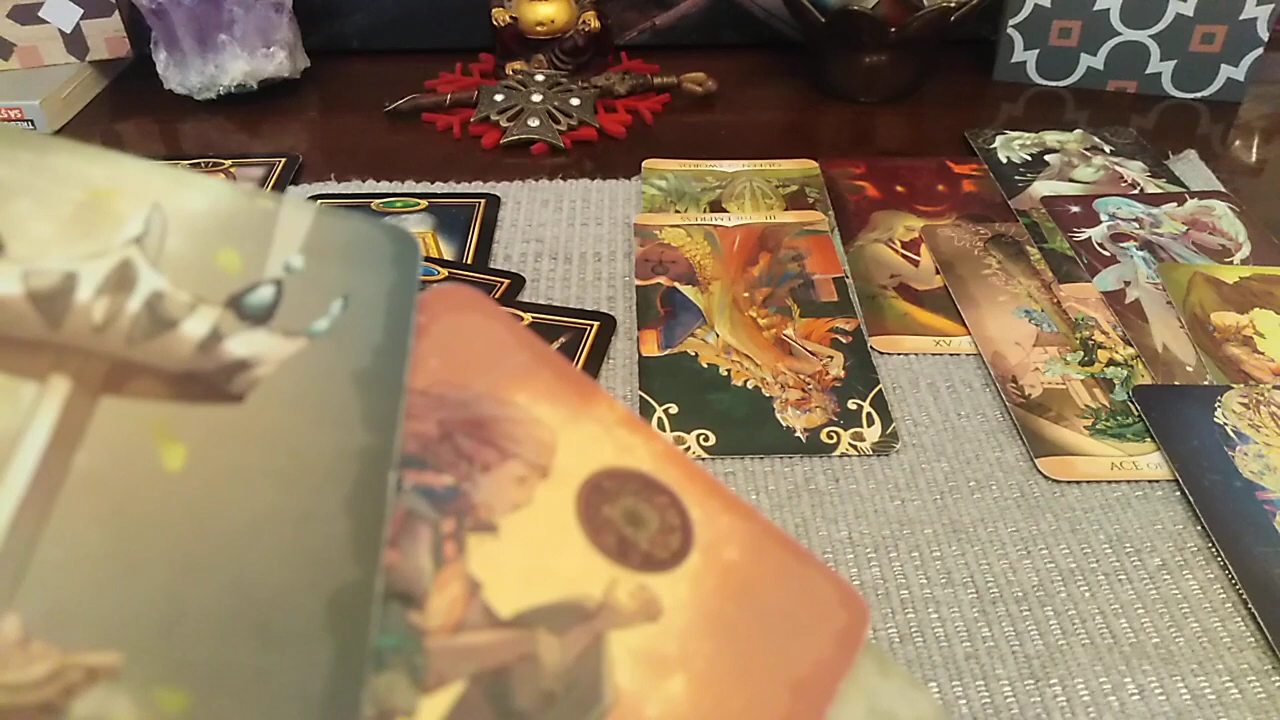 QUEEN OF SWORDS
III - THE EMPRESS
XV
ACE OF